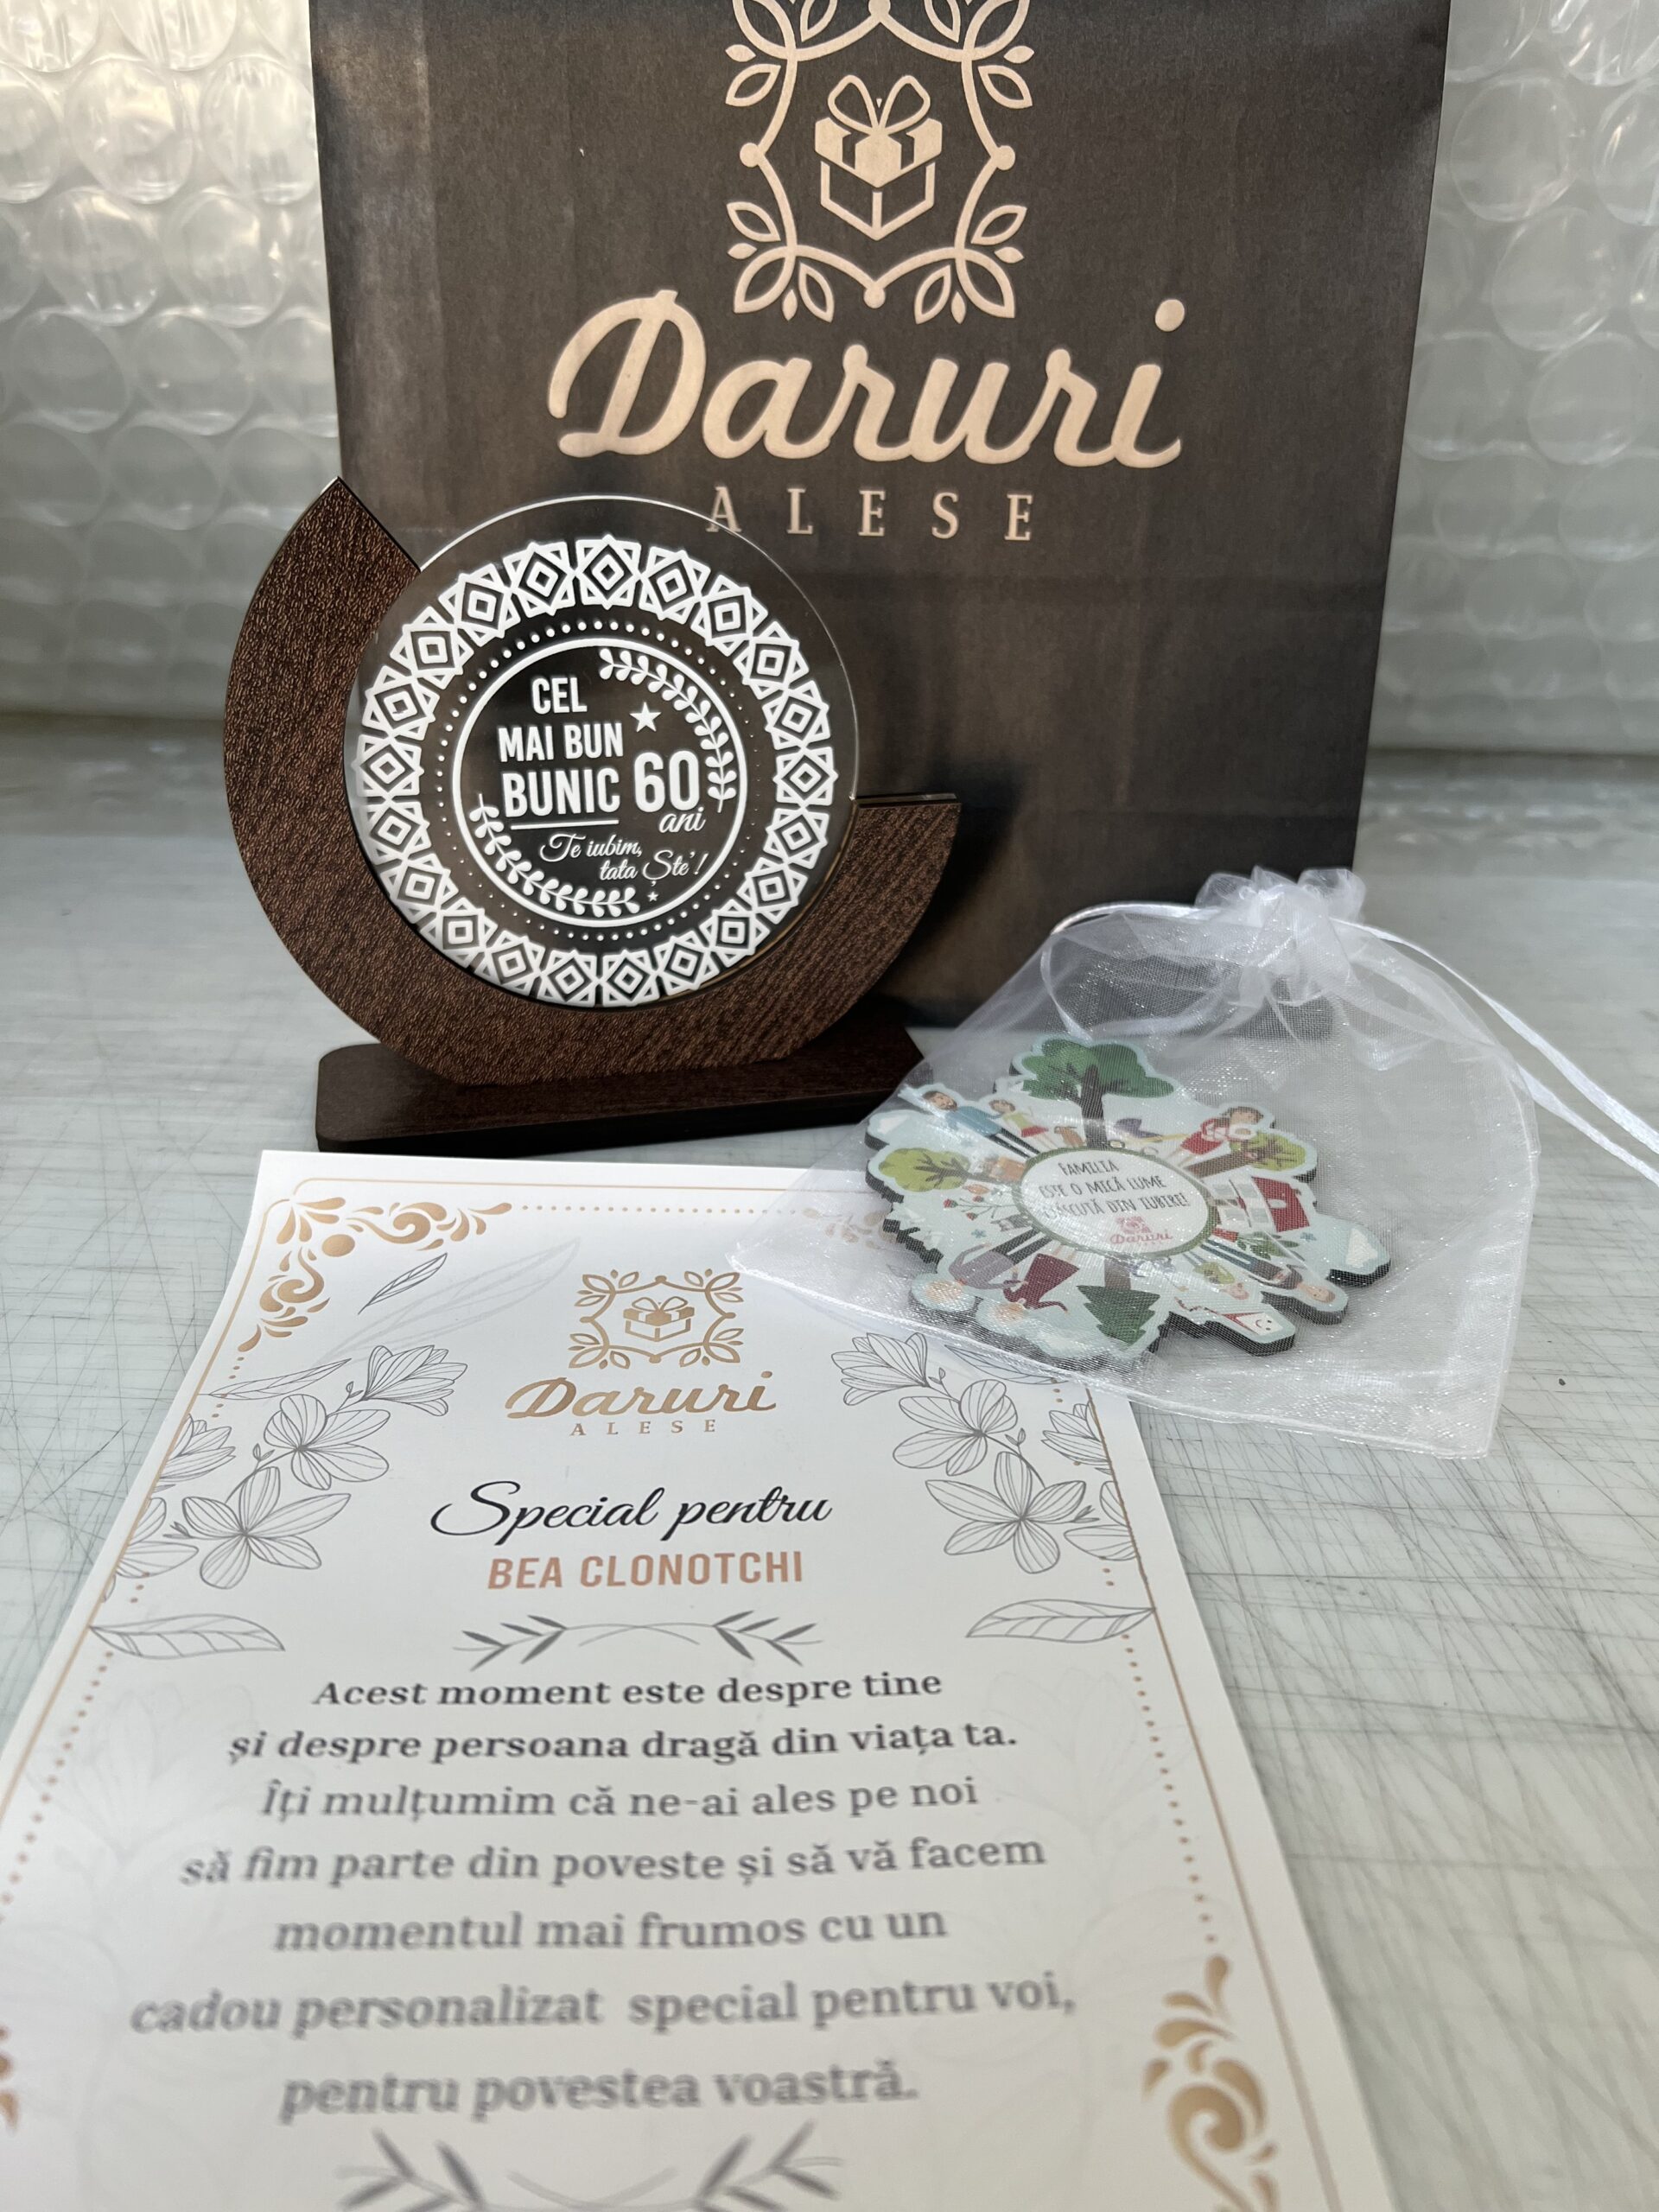 Daruri
ALESE
CEL
MAI BUN
BUNIC 60
ani
Te iubim,
tata Ște'!
FAMILIA
ESTE O MICĂ LUME
NĂSCUTĂ DIN IUBIRE!
Daruri
Daruri
ALESE
Special pentru
BEA CLONOTCHI
Acest moment este despre tine
și despre persoana dragă din viața ta.
Îți mulțumim că ne-ai ales pe noi
să fim parte din poveste și să vă facem
momentul mai frumos cu un
cadou personalizat special pentru voi,
pentru povestea voastră.